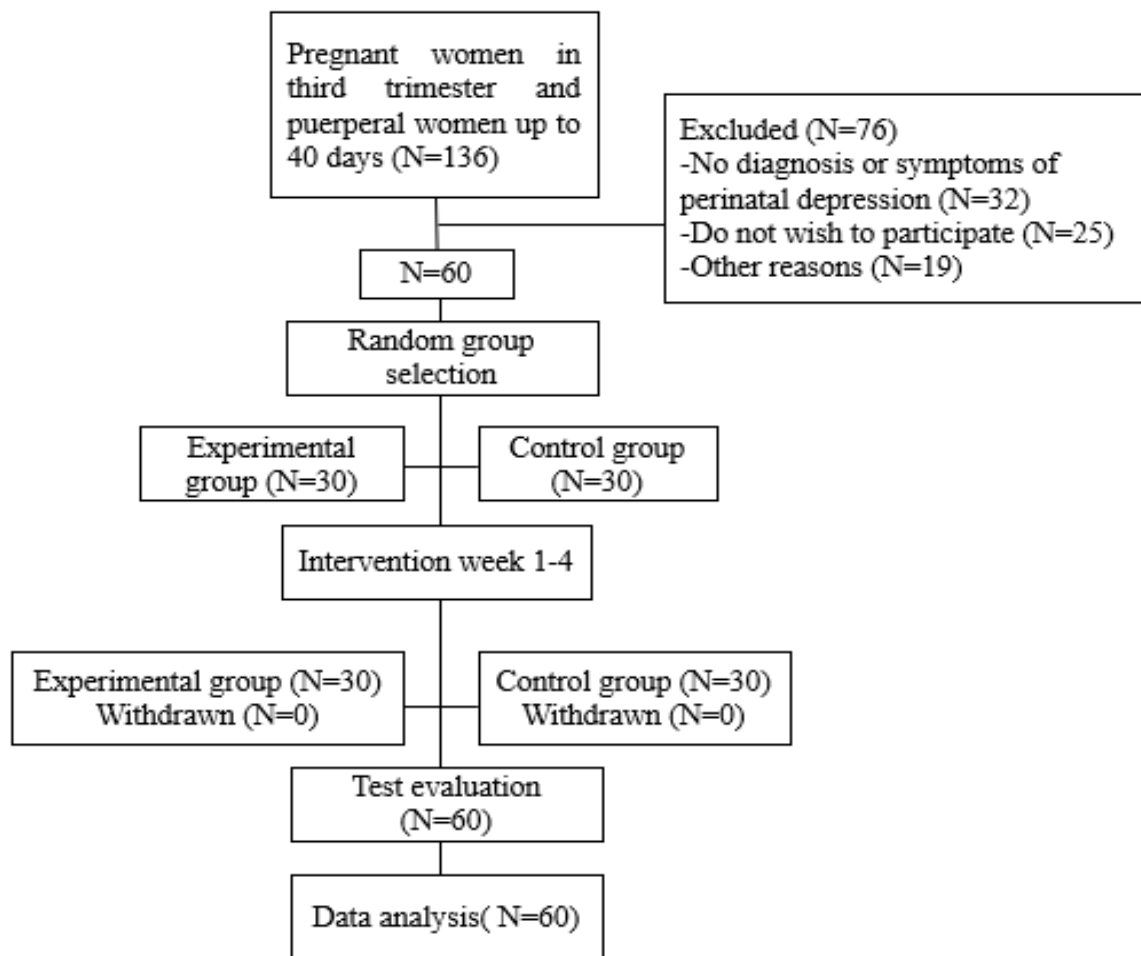 Pregnant women in
third trimester and
puerperal women up to
40 days (N=136)
Excluded (N=76)
-No diagnosis or symptoms of
perinatal depression (N=32)
-Do not wish to participate (N=25)
-Other reasons (N=19)
N=60
Random group
selection
Experimental
group (N=30)
Control group
(N=30)
Intervention week 1-4
Experimental group (N=30)
Withdrawn (N=0)
Control group (N=30)
Withdrawn (N=0)
Test evaluation
(N=60)
Data analysis( N=60)